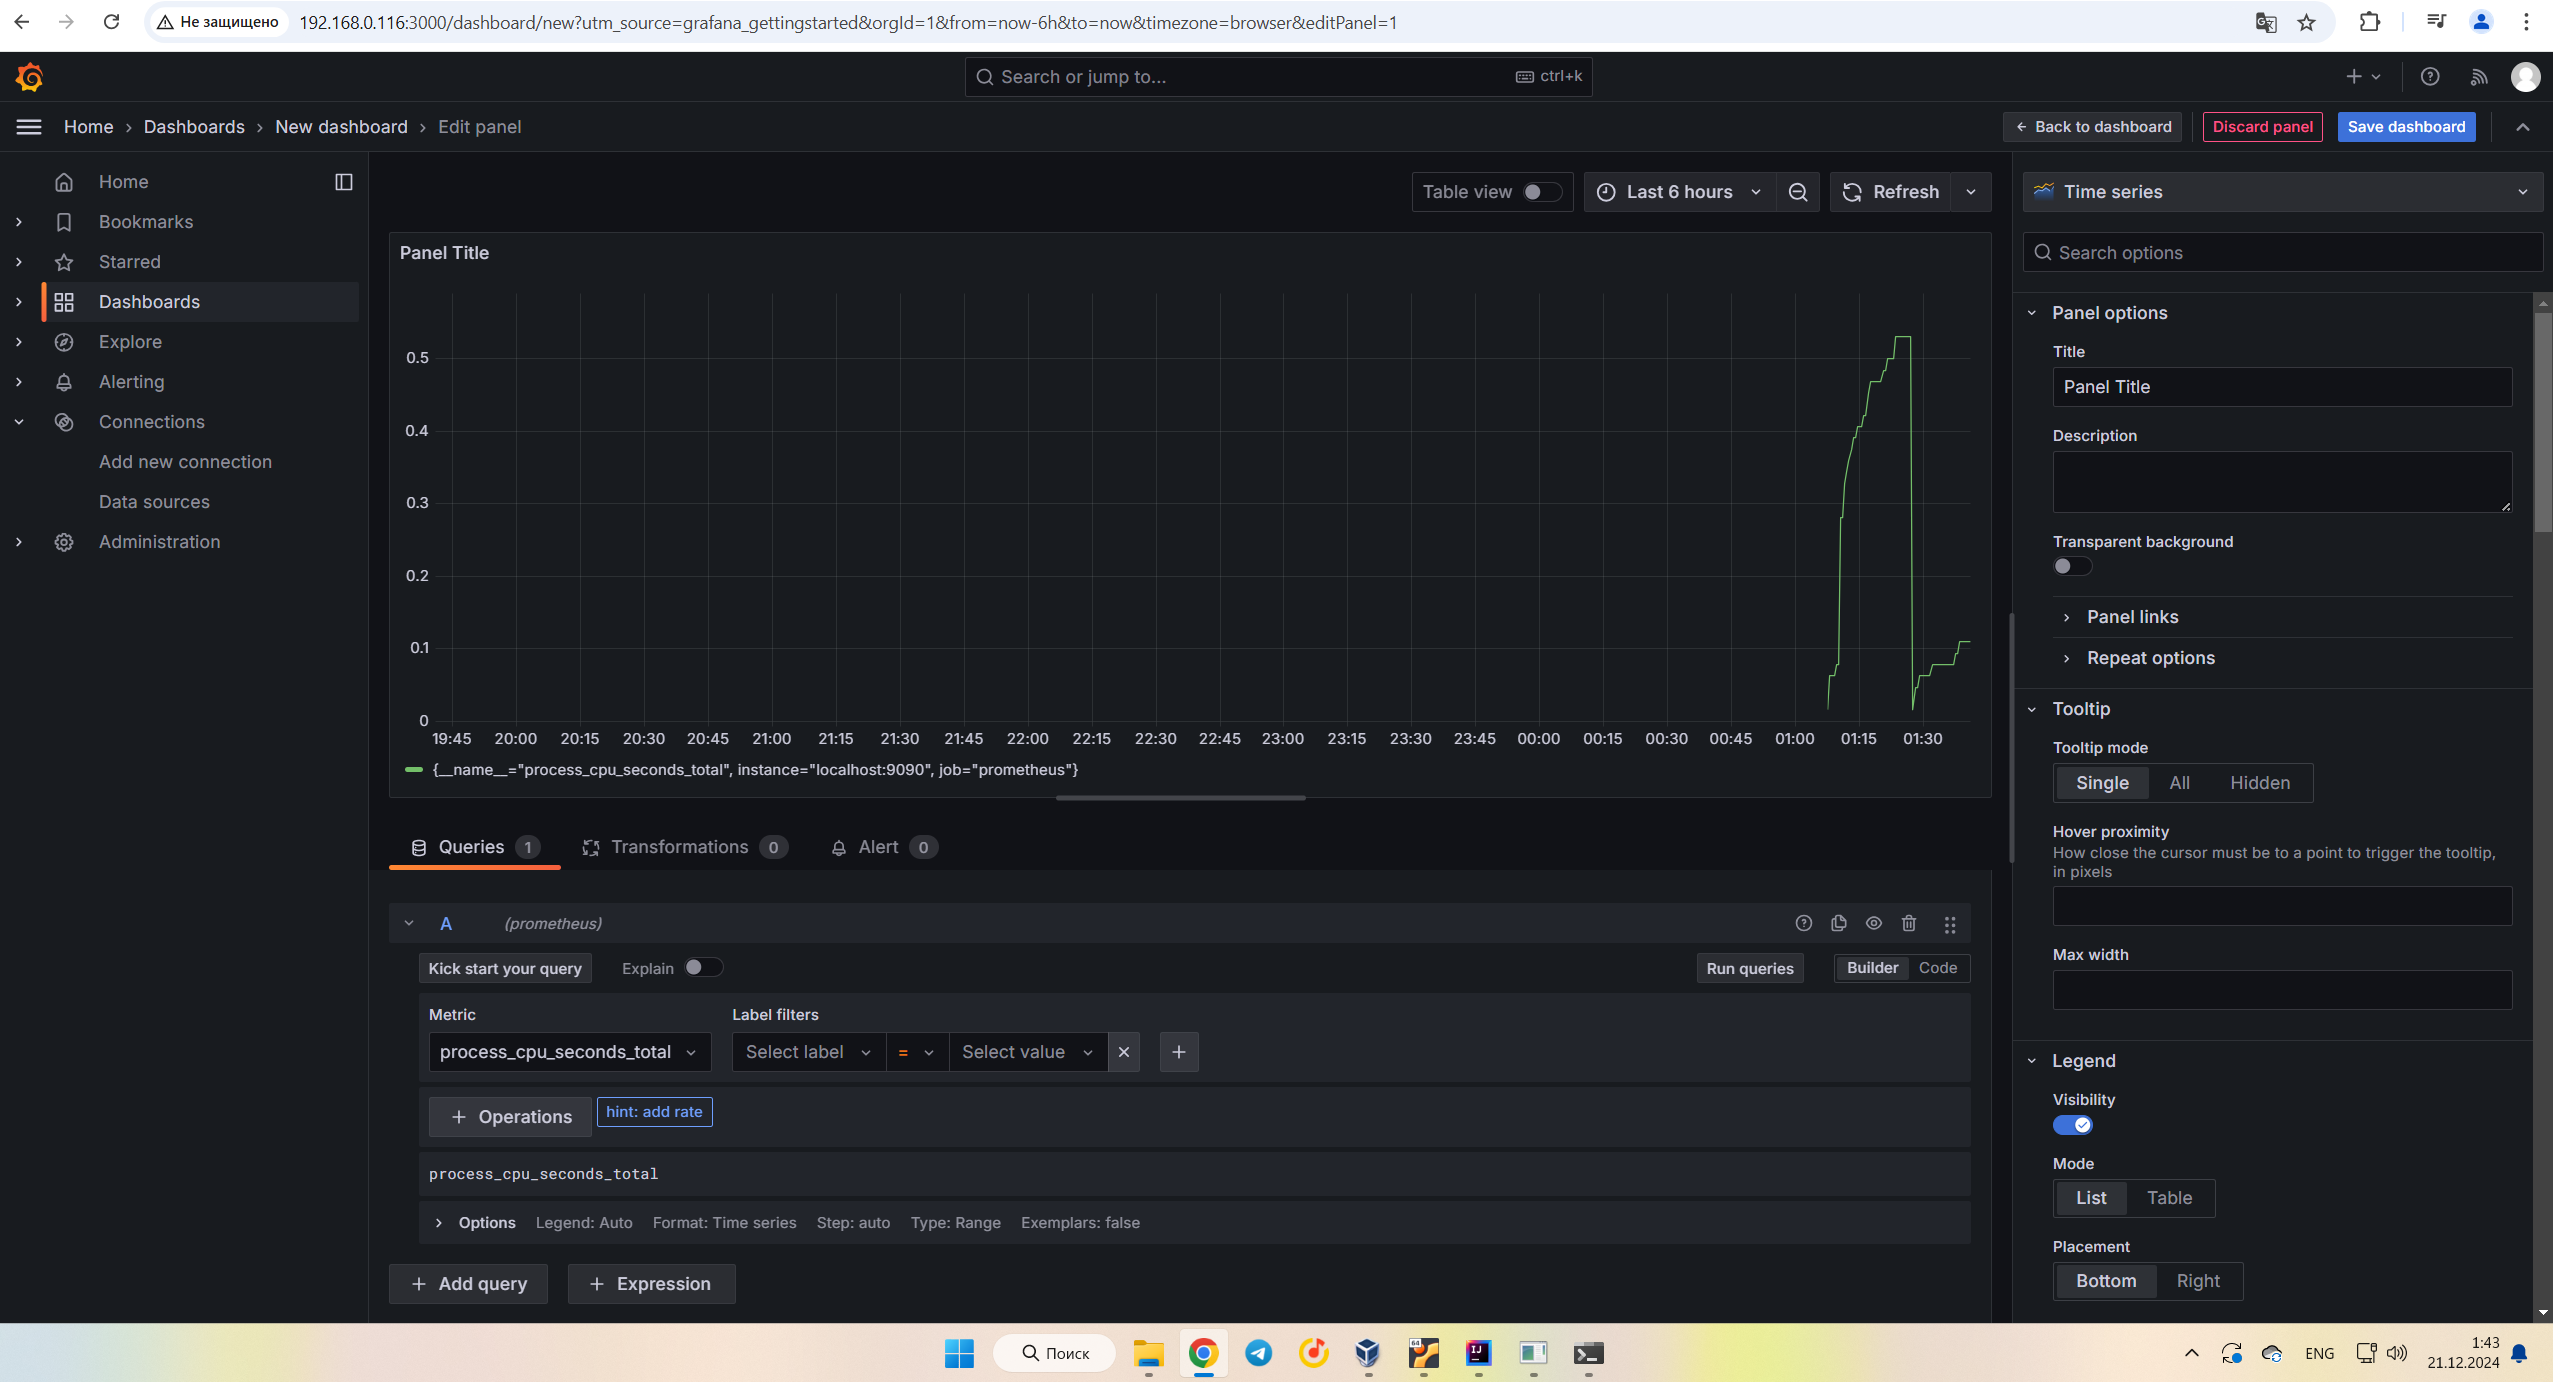 Не защищено
192.168.0.116:3000/dashboard/new?utm_source=grafana_gettingstarted&orgId=1&from=now-6h&to=now&timezone=browser&editPanel=1
Search or jump to...
ctrl+k
Home › Dashboards › New dashboard › Edit panel
Back to dashboard
Discard panel
Save dashboard
Home
Bookmarks
Starred
Dashboards
Explore
Alerting
Connections
Add new connection
Data sources
Administration
Table view
Last 6 hours
Refresh
Panel Title
0.5
0.4
0.3
0.2
0.1
0
19:45 20:00 20:15 20:30 20:45 21:00 21:15 21:30 21:45 22:00 22:15 22:30 22:45 23:00 23:15 23:30 23:45 00:00 00:15 00:30 00:45 01:00 01:15 01:30
{__name__="process_cpu_seconds_total", instance="localhost:9090", job="prometheus"}
Queries 1
Transformations 0
Alert 0
A (prometheus)
Kick start your query
Explain
Run queries
Builder Code
Metric
Label filters
process_cpu_seconds_total
Select label
=
Select value
+ Operations
hint: add rate
process_cpu_seconds_total
Options Legend: Auto Format: Time series Step: auto Type: Range Exemplars: false
+ Add query
+ Expression
Time series
Search options
Panel options
Title
Panel Title
Description
Transparent background
Panel links
Repeat options
Tooltip
Tooltip mode
Single All Hidden
Hover proximity
How close the cursor must be to a point to trigger the tooltip,
in pixels
Max width
Legend
Visibility
Mode
List Table
Placement
Bottom Right
Поиск
64
IJ
ENG
1:43
21.12.2024